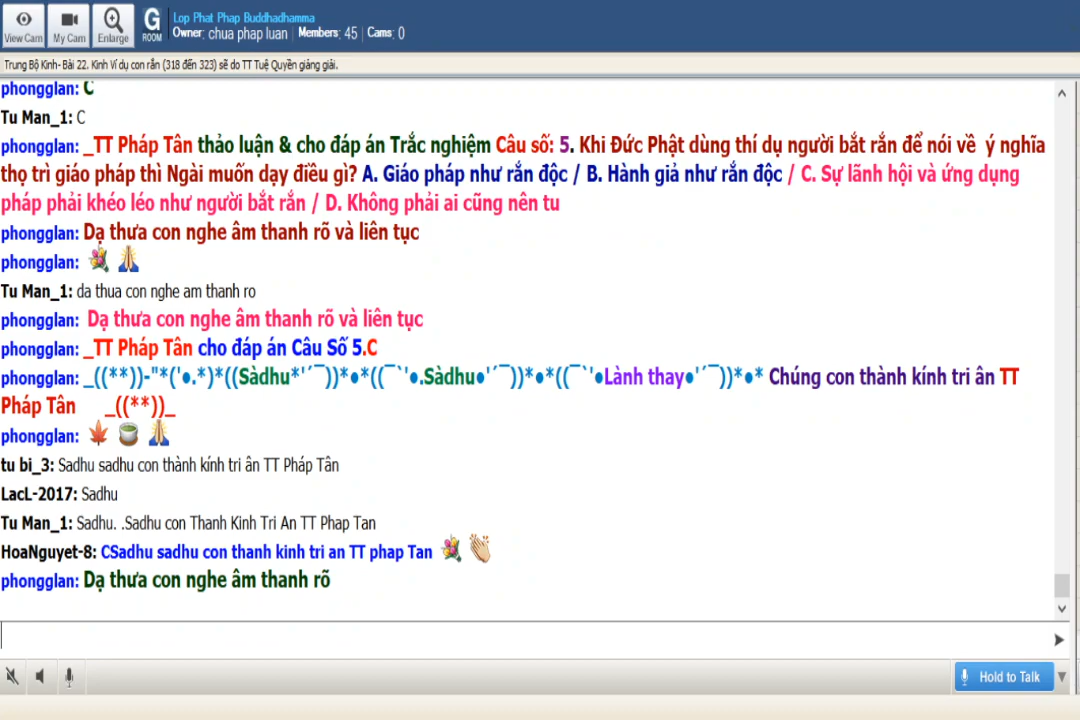 View Cam
My Cam
Enlarge
G
ROOM
Lop Phat Phap Buddhadhamma
Owner: chua phap luan | Members: 45 | Cams: 0
Trung Bộ Kinh- Bài 22. Kinh Ví dụ con rắn (318 đến 323) sẽ do TT Tuệ Quyền giảng giải.
phongglan: C
Tu Man_1: C
phongglan: _TT Pháp Tân thảo luận & cho đáp án Trắc nghiệm Câu số: 5. Khi Đức Phật dùng thí dụ người bắt rắn để nói về ý nghĩa
thọ trì giáo pháp thì Ngài muốn dạy điều gì? A. Giáo pháp như rắn độc / B. Hành giả như rắn độc / C. Sự lãnh hội và ứng dụng
pháp phải khéo léo như người bắt rắn / D. Không phải ai cũng nên tu
phongglan: Dạ thưa con nghe âm thanh rõ và liên tục
phongglan:
Tu Man_1: da thua con nghe am thanh ro
phongglan: Dạ thưa con nghe âm thanh rõ và liên tục
phongglan: _TT Pháp Tân cho đáp án Câu Số 5.C
phongglan: _((**))-"*('●.*)*((Sàdhu*'´¯))*●*((¯`'●.Sàdhu●'´¯))*●*((¯`'●Lành thay●'´¯))*●* Chúng con thành kính tri ân TT
Pháp Tân _((**))_
phongglan:
tu bi_3: Sadhu sadhu con thành kính tri ân TT Pháp Tân
LacL-2017: Sadhu
Tu Man_1: Sadhu. .Sadhu con Thanh Kinh Tri An TT Phap Tan
HoaNguyet-8: CSadhu sadhu con thanh kinh tri an TT phap Tan
phongglan: Dạ thưa con nghe âm thanh rõ
Hold to Talk